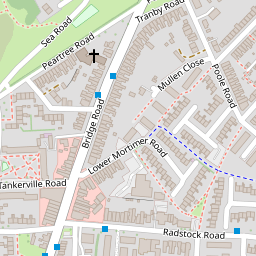 Tranby Road
Sea Road
Peartree Road
Mullen Close
Poole Road
Bridge Road
Lower Mortimer Road
Tankerville Road
Radstock Road